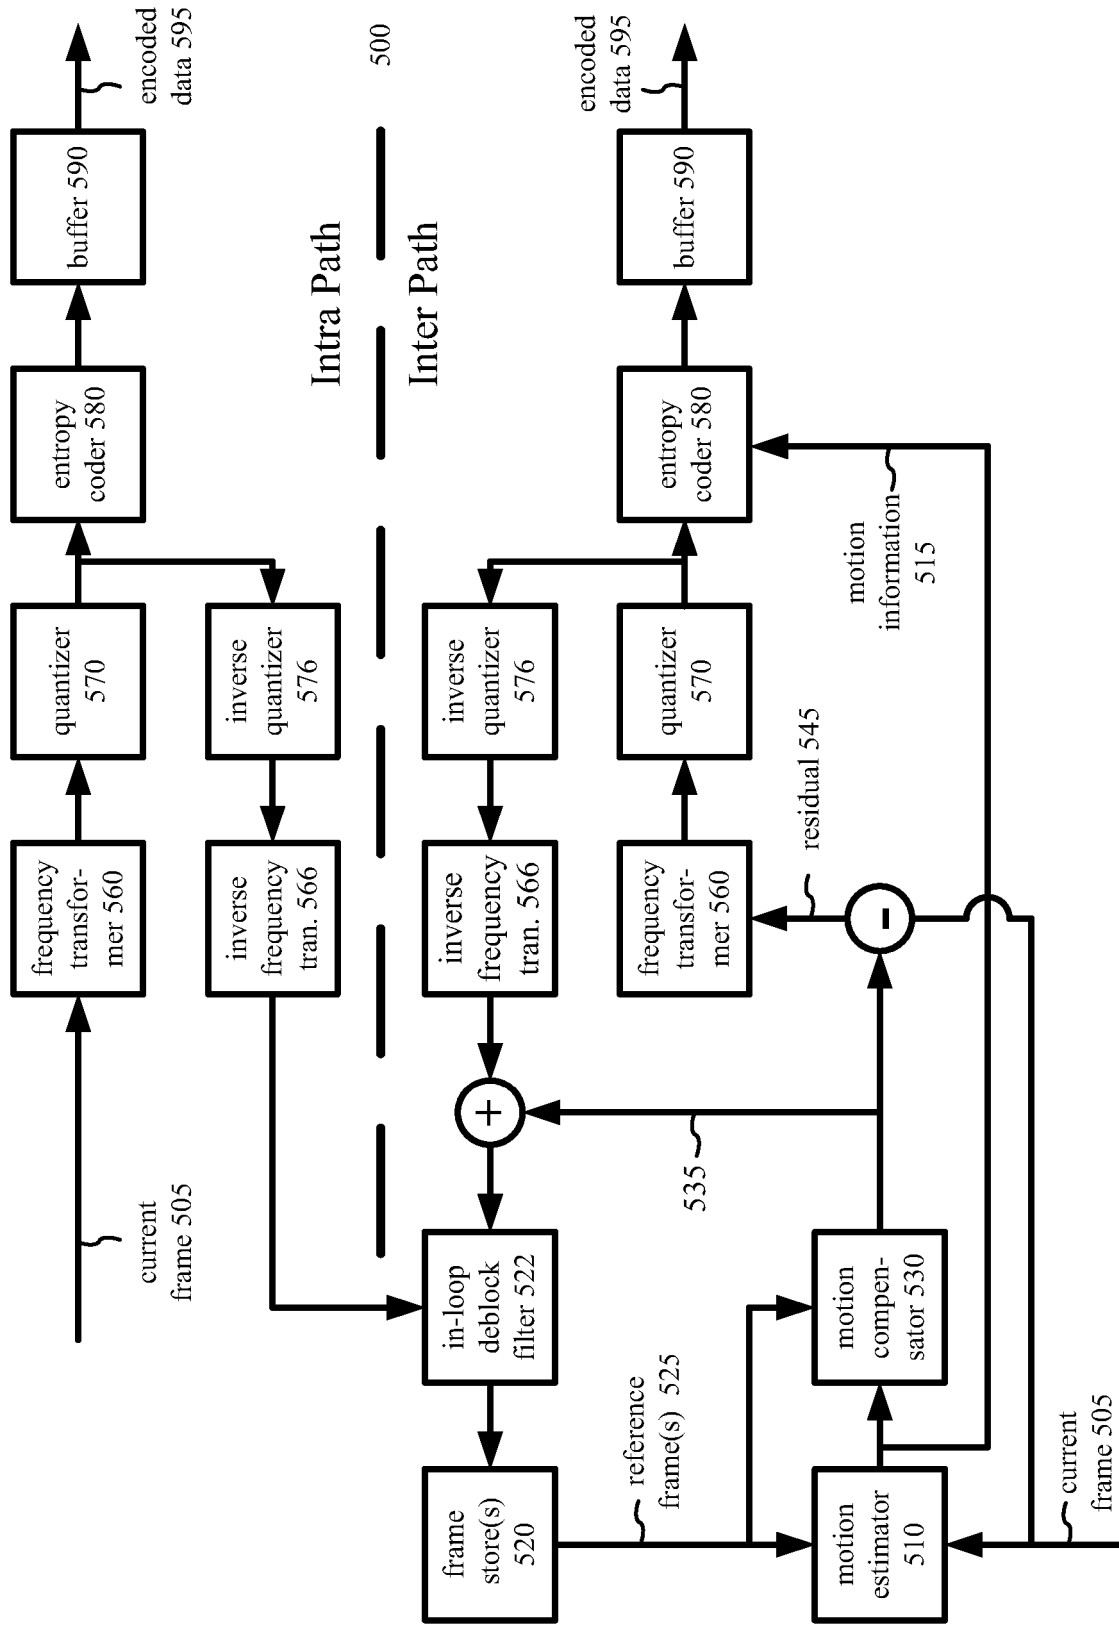 current
frame 505
frequency
transfor-
mer 560
quantizer
570
entropy
coder 580
buffer 590
encoded
data 595
inverse
frequency
tran. 566
inverse
quantizer
576
Intra Path
500
Inter Path
frame
store(s)
520
in-loop
deblock
filter 522
+
inverse
frequency
tran. 566
inverse
quantizer
576
reference
frame(s) 525
535
frequency
transfor-
mer 560
quantizer
570
entropy
coder 580
buffer 590
encoded
data 595
residual 545
motion
information
515
motion
estimator
510
motion
compen-
sator 530
-
current
frame 505